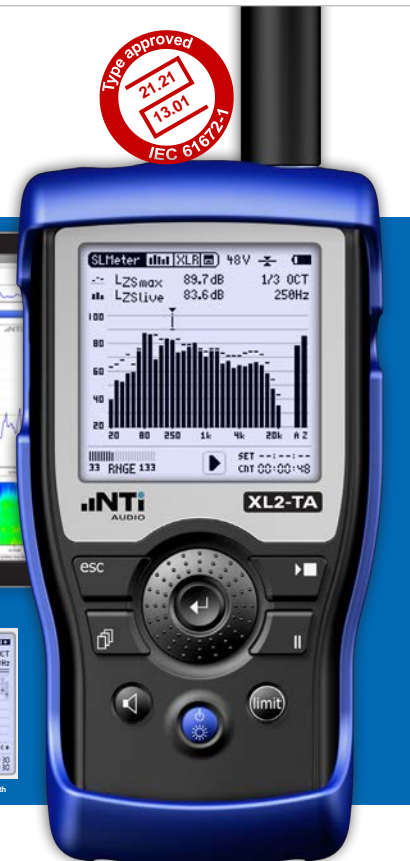 Type approved
21.21
13.01
IEC 61672-1
SLMeter XLR 48V
LZSmax 89.7dB 1/3 OCT
LZSlive 83.6dB 250Hz
100
80
60
40
20
20 80 250 1k 4k 20k A Z
33 RNGE 133
SET --:--:--
CNT 00:00:48
NTi
AUDIO
XL2-TA
esc
limit